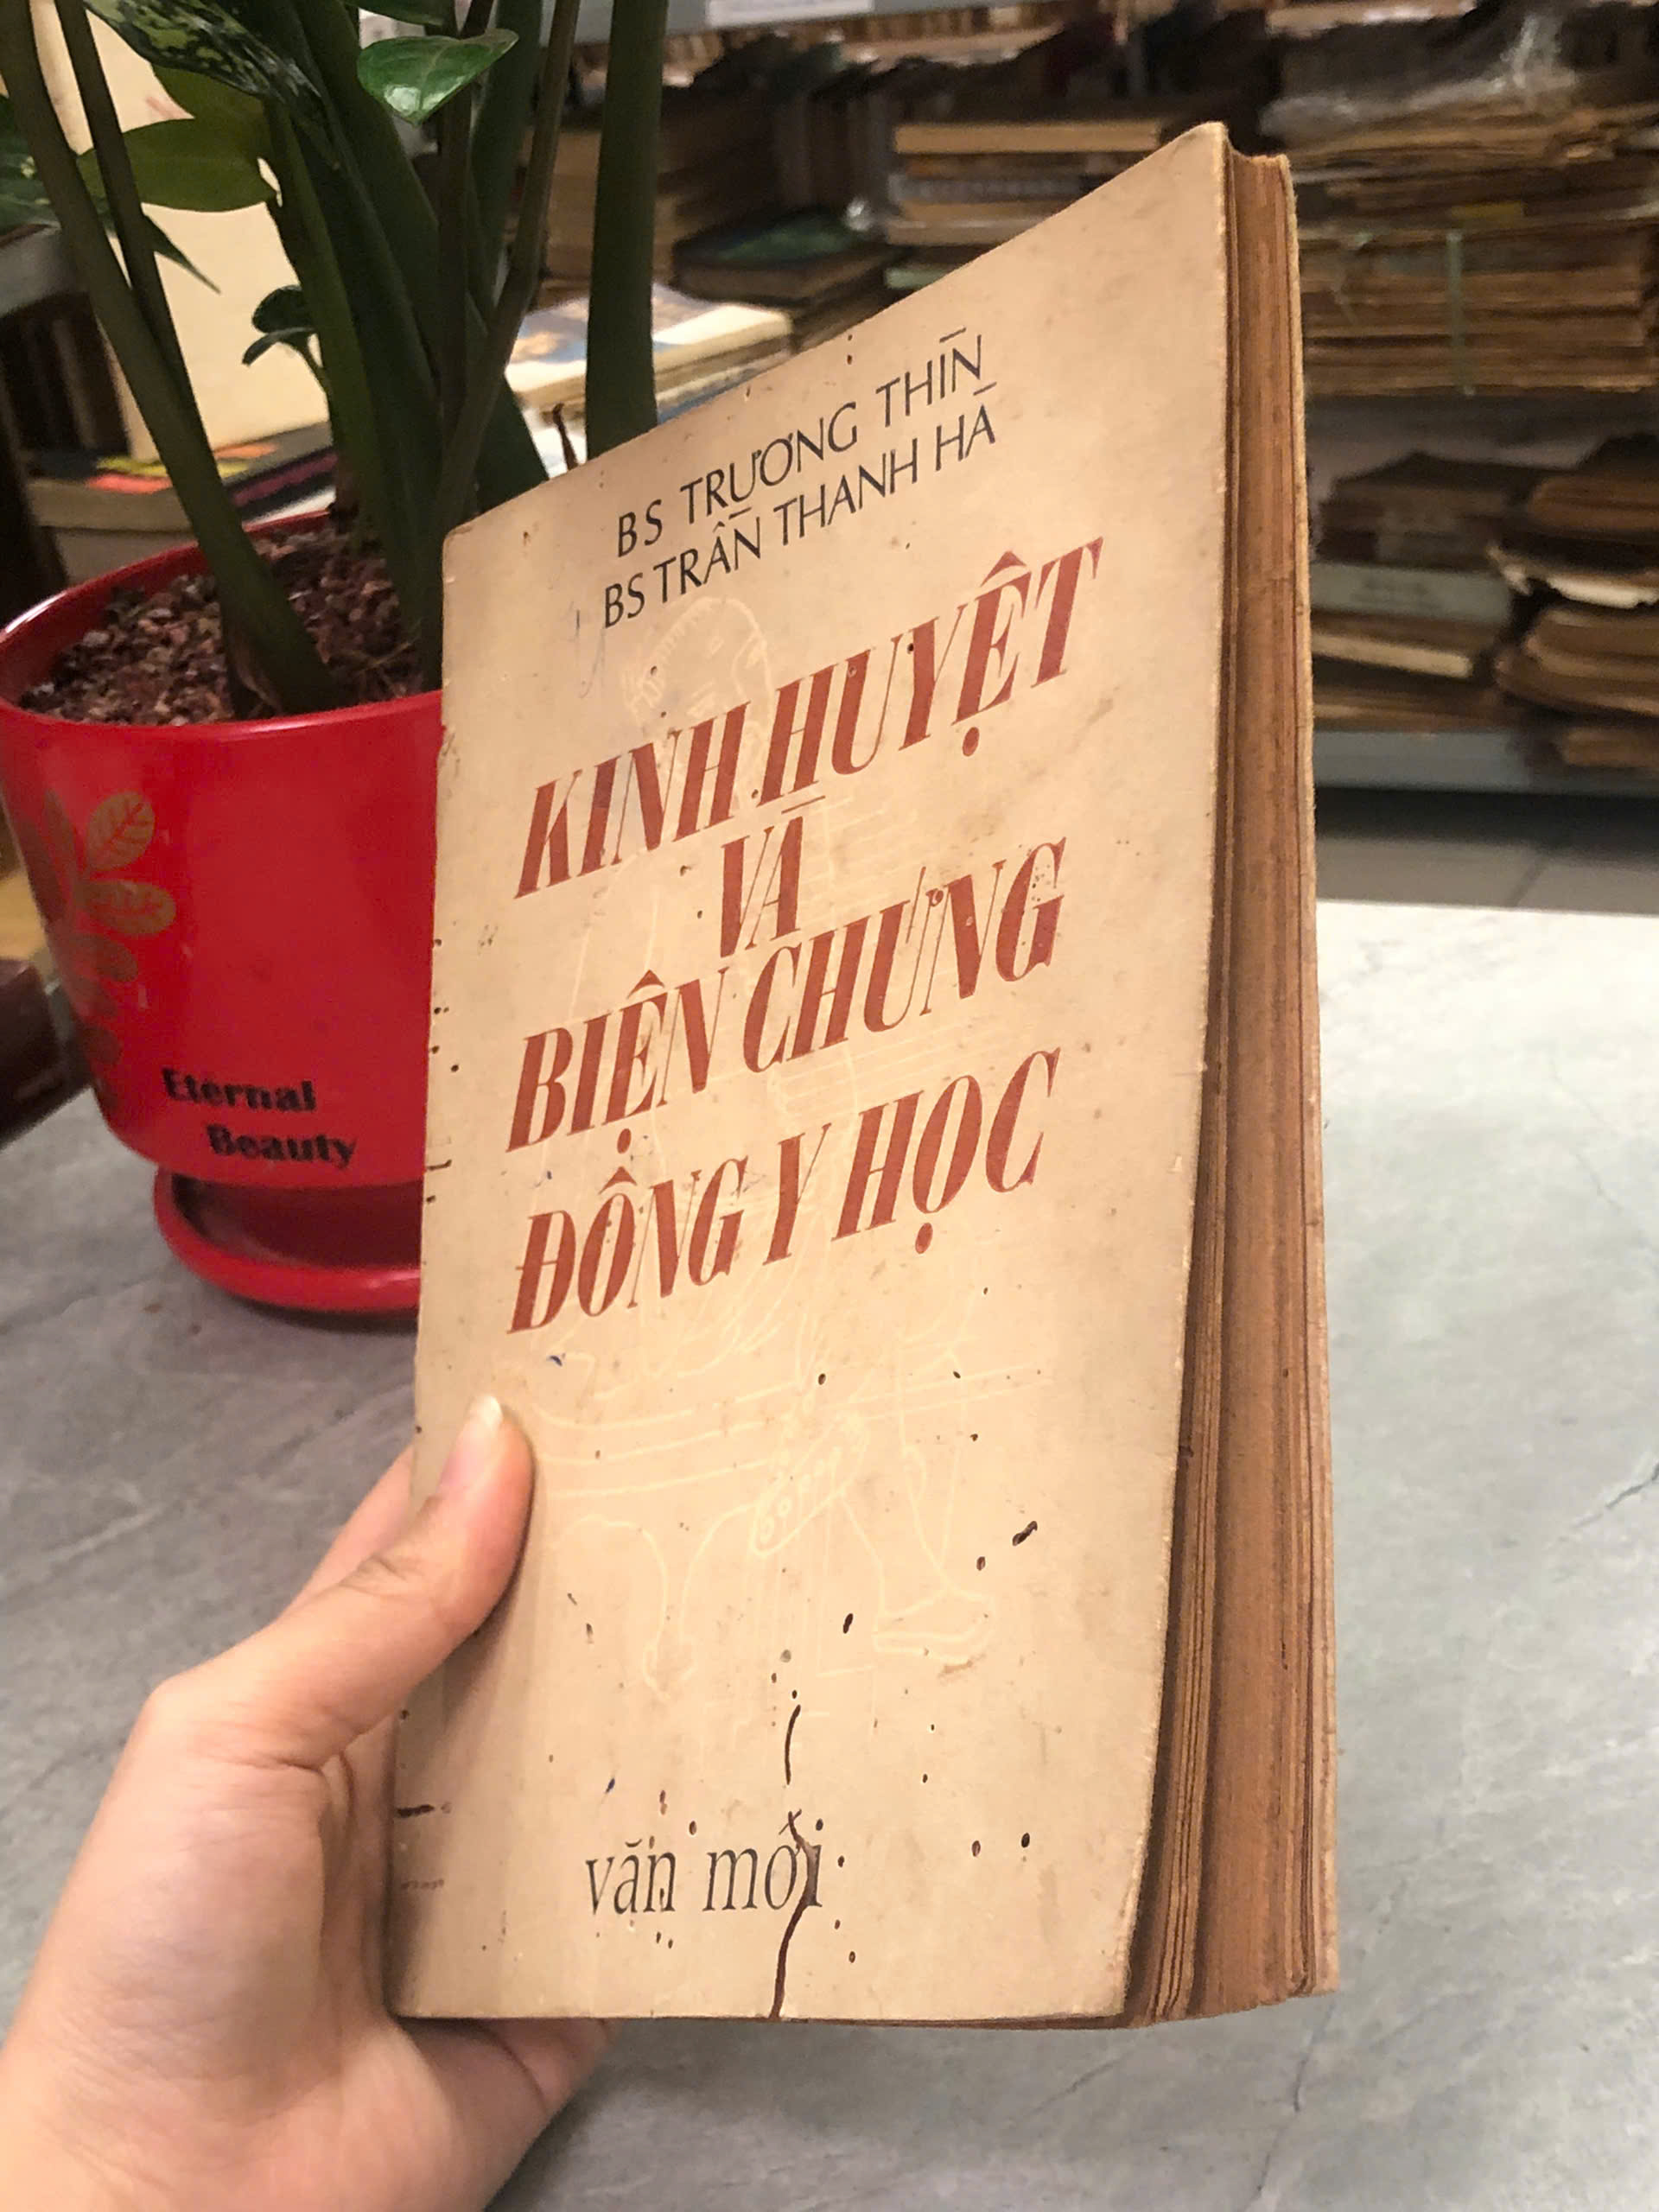 BS TRƯƠNG THÌN
BS TRẦN THANH HÀ
KINH HUYỆT
VÀ
BIỆN CHỨNG
ĐÔNG Y HỌC
văn mới
Eternal
Beauty